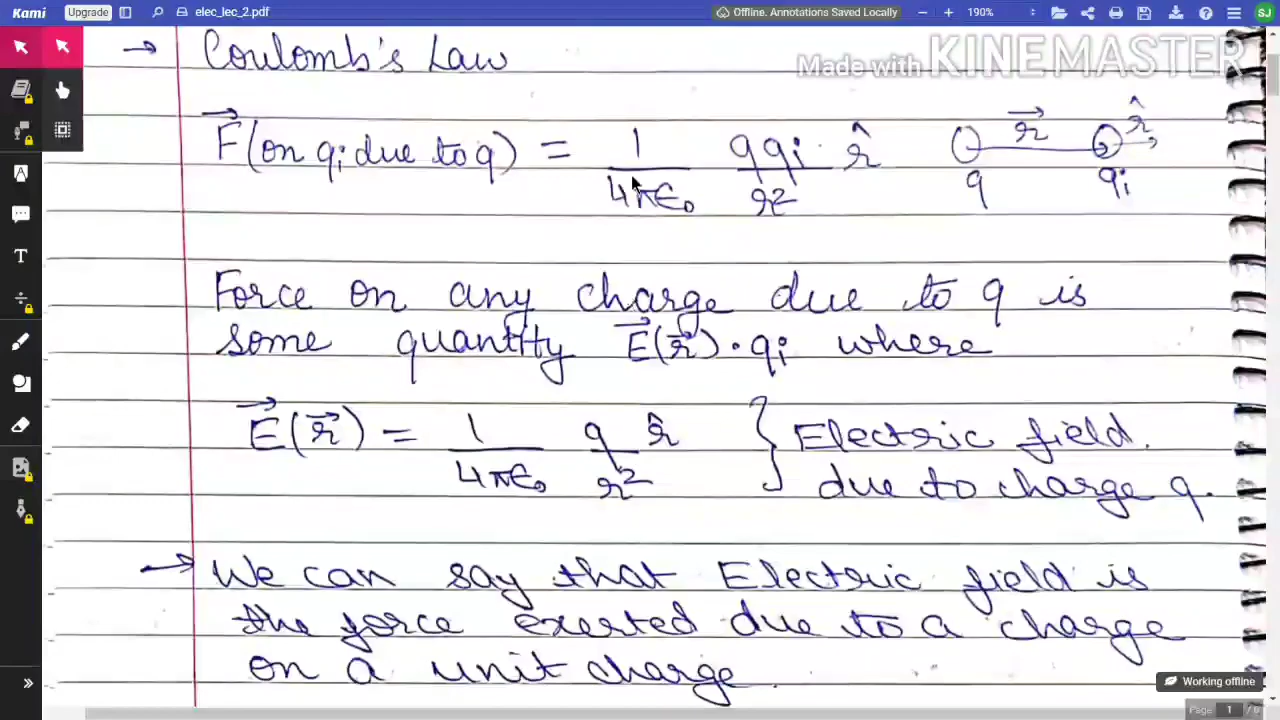 Kami Upgrade elec_lec_2.pdf Offline. Annotations Saved Locally 190% SJ
→ Coulomb's Law
Made with KINEMASTER
F⃗ (on qᵢ due to q) = 1/4πε₀ qqᵢ/r² · r̂
r⃗ r̂
q qᵢ
Force on any charge due to q is
some quantity E⃗(r⃗)·qᵢ where
E⃗(r⃗) = 1/4πε₀ q/r² r̂ } Electric field.
due to charge q.
→ We can say that Electric field is
the force exerted due to a charge
on a unit charge.
Working offline
Page 1